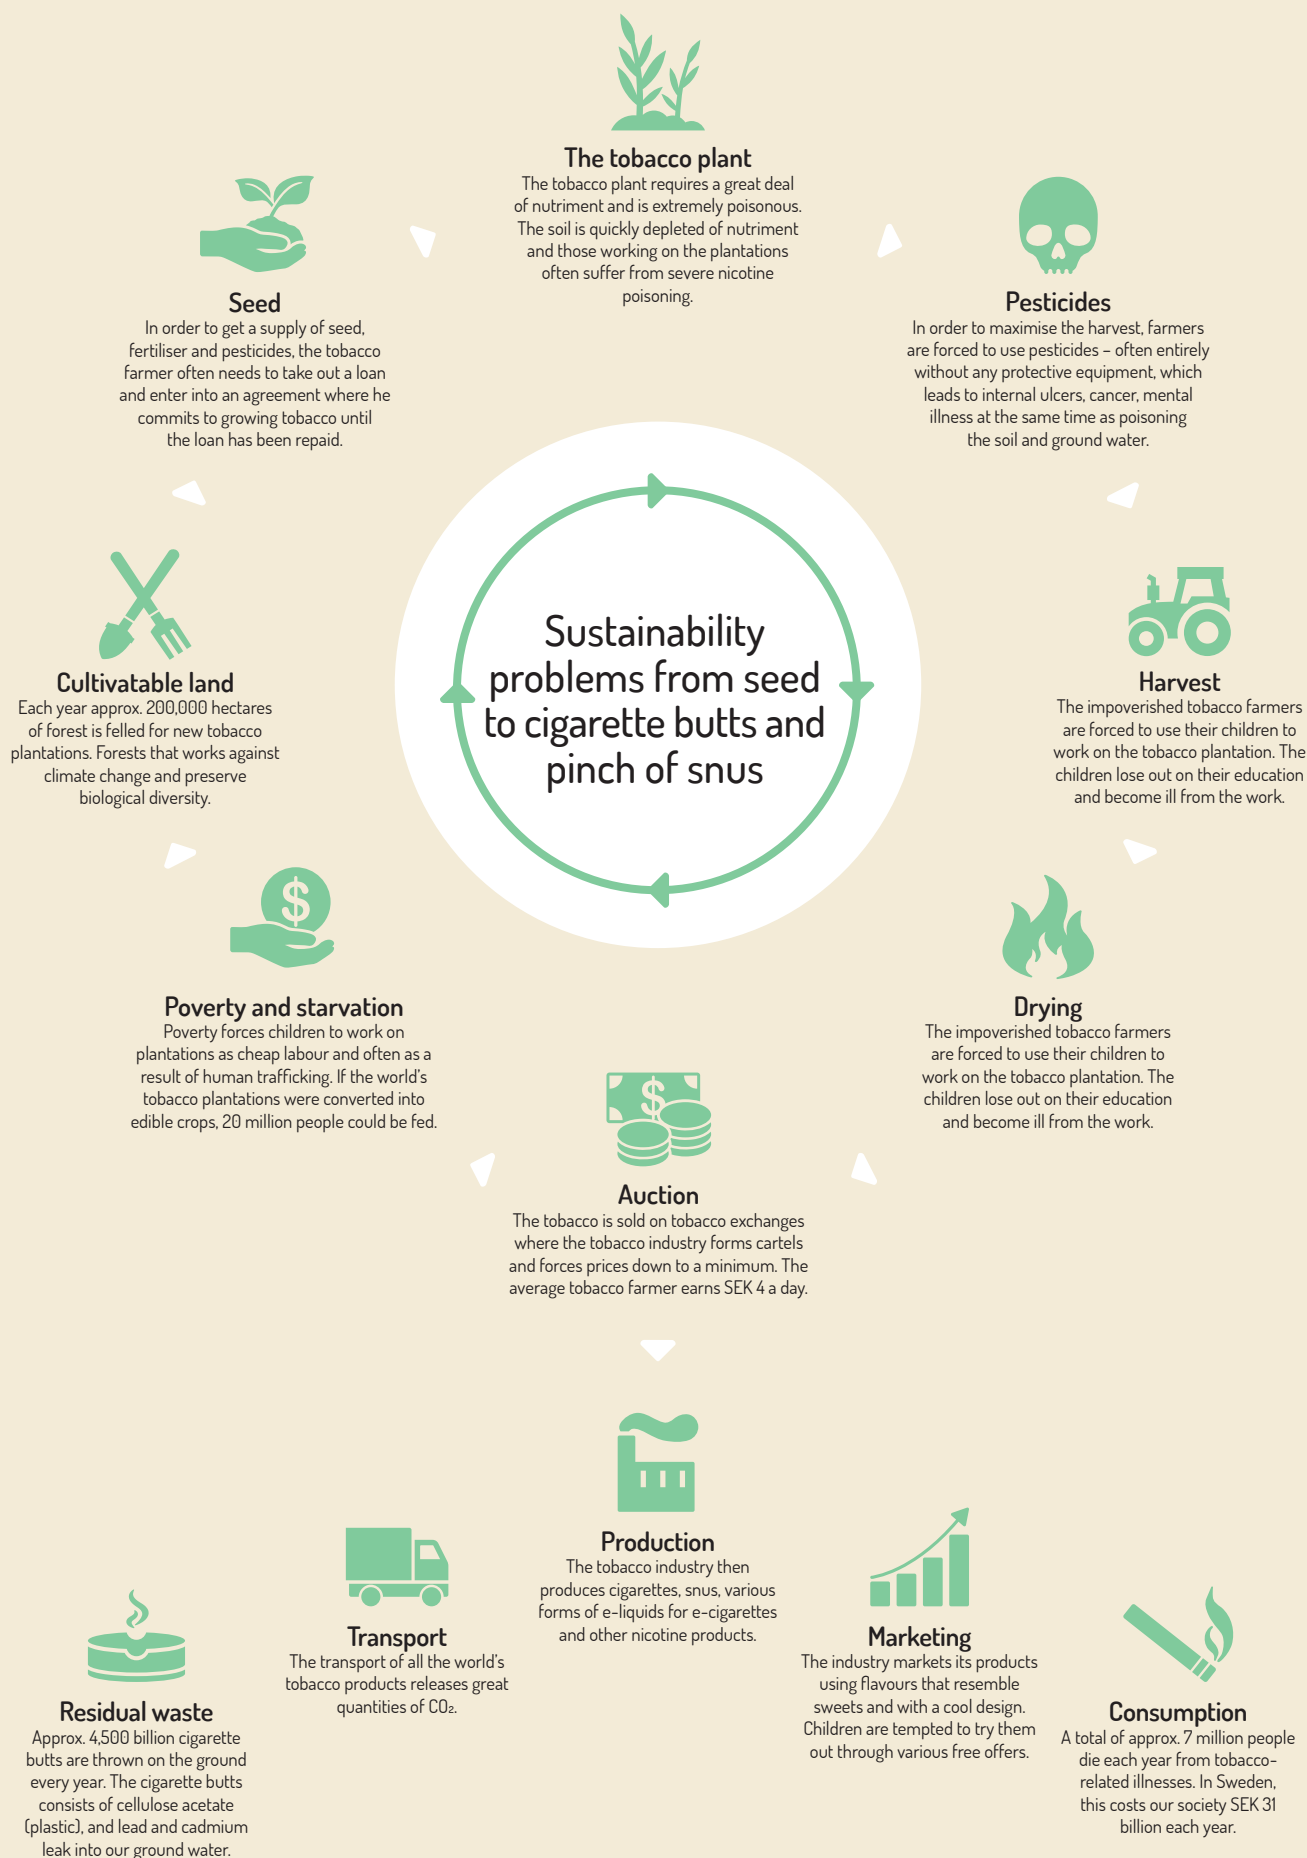 The tobacco plant
The tobacco plant requires a great deal
of nutriment and is extremely poisonous.
The soil is quickly depleted of nutriment
and those working on the plantations
often suffer from severe nicotine
poisoning.
Seed
In order to get a supply of seed,
fertiliser and pesticides, the tobacco
farmer often needs to take out a loan
and enter into an agreement where he
commits to growing tobacco until
the loan has been repaid.
Pesticides
In order to maximise the harvest, farmers
are forced to use pesticides – often entirely
without any protective equipment, which
leads to internal ulcers, cancer, mental
illness at the same time as poisoning
the soil and ground water.
Sustainability
problems from seed
to cigarette butts and
pinch of snus
Cultivatable land
Each year approx. 200,000 hectares
of forest is felled for new tobacco
plantations. Forests that works against
climate change and preserve
biological diversity.
Harvest
The impoverished tobacco farmers
are forced to use their children to
work on the tobacco plantation. The
children lose out on their education
and become ill from the work.
$
Poverty and starvation
Poverty forces children to work on
plantations as cheap labour and often as a
result of human trafficking. If the world's
tobacco plantations were converted into
edible crops, 20 million people could be fed.
Drying
The impoverished tobacco farmers
are forced to use their children to
work on the tobacco plantation. The
children lose out on their education
and become ill from the work.
$
Auction
The tobacco is sold on tobacco exchanges
where the tobacco industry forms cartels
and forces prices down to a minimum. The
average tobacco farmer earns SEK 4 a day.
Production
The tobacco industry then
produces cigarettes, snus, various
forms of e-liquids for e-cigarettes
and other nicotine products.
Transport
The transport of all the world's
tobacco products releases great
quantities of CO₂.
Marketing
The industry markets its products
using flavours that resemble
sweets and with a cool design.
Children are tempted to try them
out through various free offers.
Residual waste
Approx. 4,500 billion cigarette
butts are thrown on the ground
every year. The cigarette butts
consists of cellulose acetate
(plastic), and lead and cadmium
leak into our ground water.
Consumption
A total of approx. 7 million people
die each year from tobacco-
related illnesses. In Sweden,
this costs our society SEK 31
billion each year.